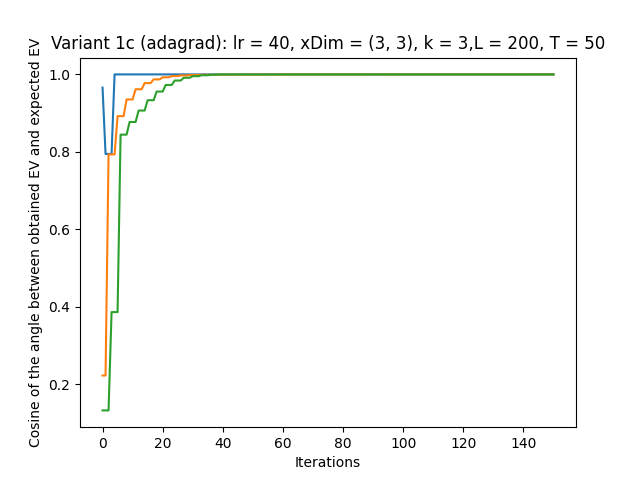 Variant 1c (adagrad): lr = 40, xDim = (3, 3), k = 3,L = 200, T = 50
Cosine of the angle between obtained EV and expected EV
1.0
0.8
0.6
0.4
0.2
0 20 40 60 80 100 120 140
Iterations